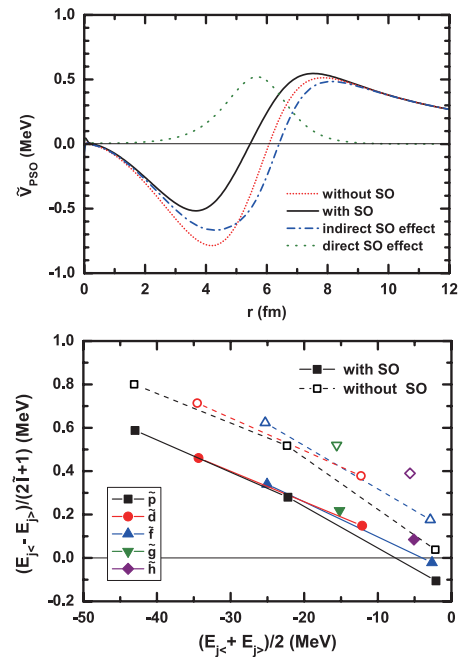 1.0
0.5
0.0
-0.5
-1.0
Ṽ_PSO (MeV)
without SO
with SO
indirect SO effect
direct SO effect
0 2 4 6 8 10 12
r (fm)
1.0
0.8
0.6
0.4
0.2
0.0
-0.2
(E_j< - E_j>)/(2l̃+1) (MeV)
with SO
without SO
p̃
d̃
f̃
g̃
h̃
-50 -40 -30 -20 -10 0
(E_j< + E_j>)/2 (MeV)